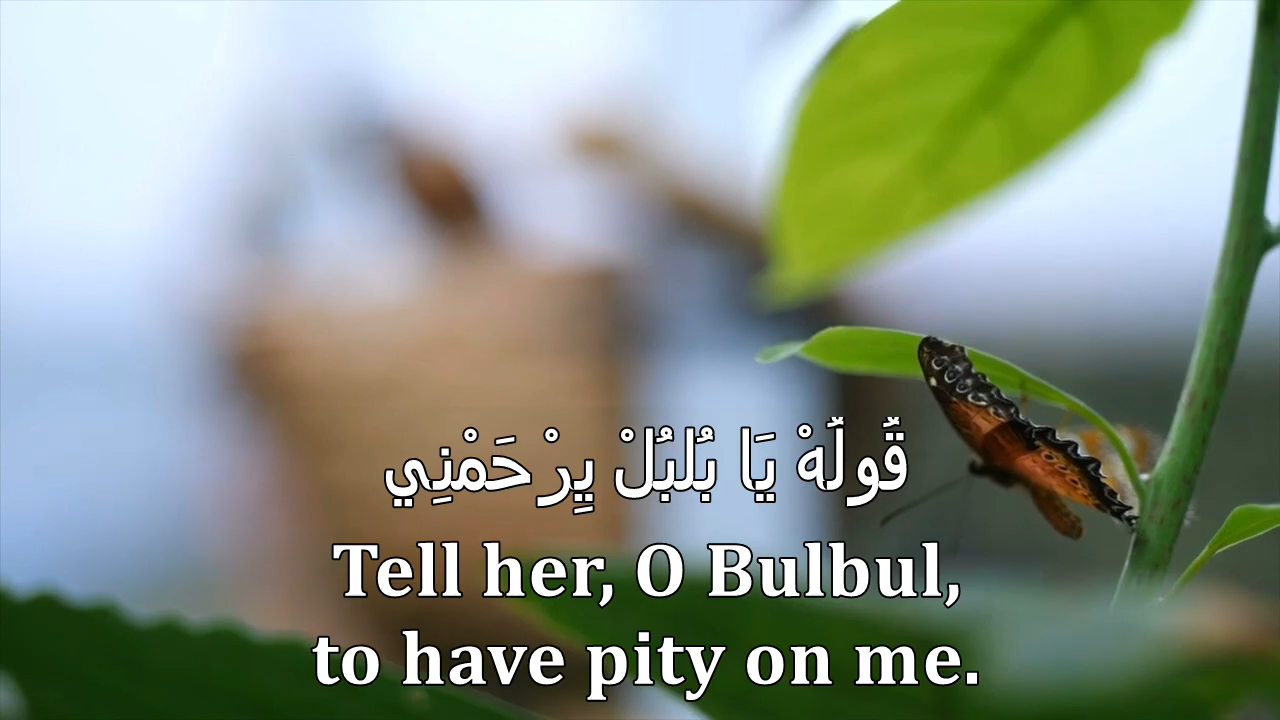 قُولُهْ يَا بُلبُلْ يِرْحَمْنِي
Tell her, O Bulbul,
to have pity on me.